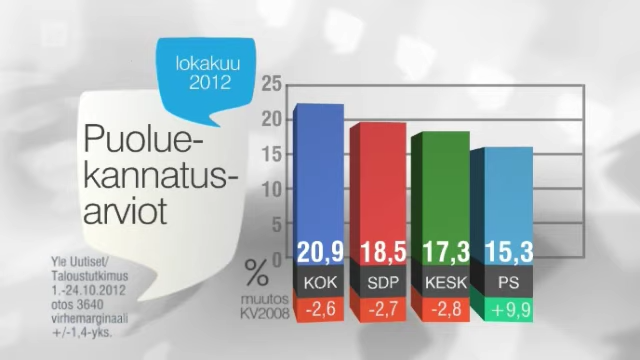 lokakuu
2012
Puolue-
kannatus-
arviot
Yle Uutiset/
Taloustutkimus
1.-24.10.2012
otos 3640
virhemarginaali
+/-1,4-yks.
25
20
15
10
5
0
%
20,9 18,5 17,3 15,3
KOK SDP KESK PS
muutos
KV2008
-2,6 -2,7 -2,8 +9,9